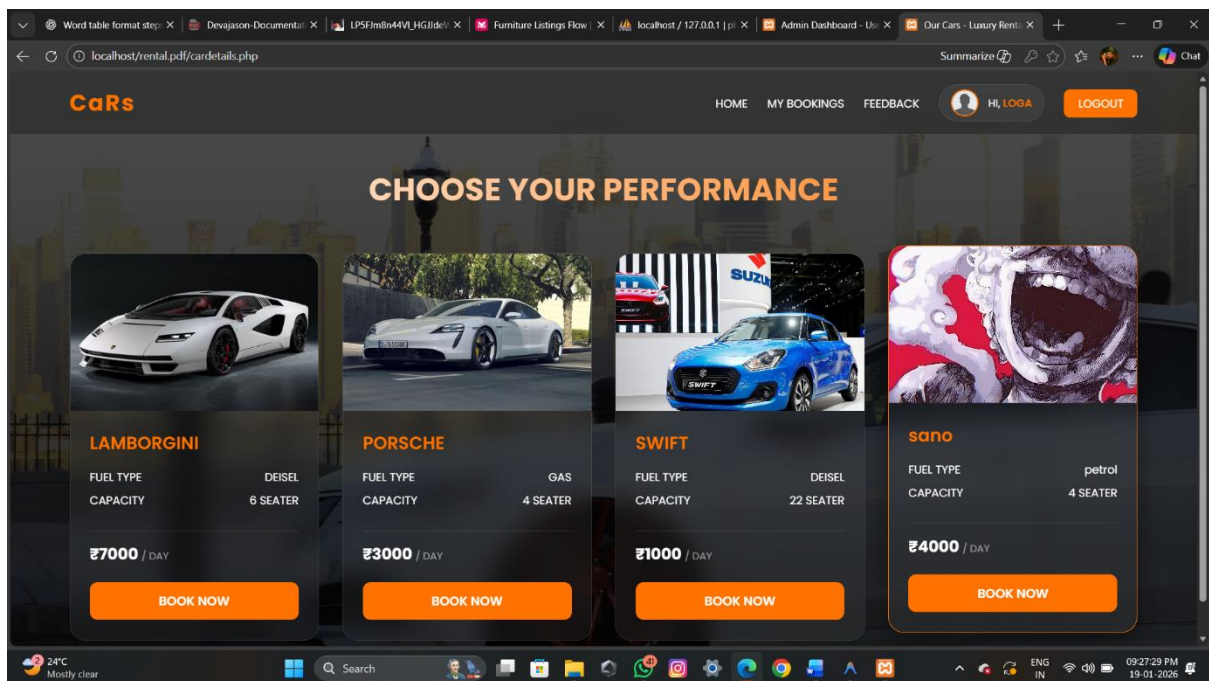 Word table format step
Devajason-Documentat
LP5FJm8n44VI_HGJJdeV
Furniture Listings Flow |
localhost / 127.0.0.1 | p
Admin Dashboard - Use
Our Cars - Luxury Renta
localhost/rental.pdf/cardetails.php
Summarize
Chat
CaRs
HOME MY BOOKINGS FEEDBACK HI, LOGA LOGOUT
CHOOSE YOUR PERFORMANCE
SUZU
SWIFT
SWIFT
LAMBORGINI
FUEL TYPE DEISEL
CAPACITY 6 SEATER
₹7000 / DAY
BOOK NOW
PORSCHE
FUEL TYPE GAS
CAPACITY 4 SEATER
₹3000 / DAY
BOOK NOW
SWIFT
FUEL TYPE DEISEL
CAPACITY 22 SEATER
₹1000 / DAY
BOOK NOW
sano
FUEL TYPE petrol
CAPACITY 4 SEATER
₹4000 / DAY
BOOK NOW
2
24°C
Mostly clear
Search
ENG
IN
09:27:29 PM
19-01-2026